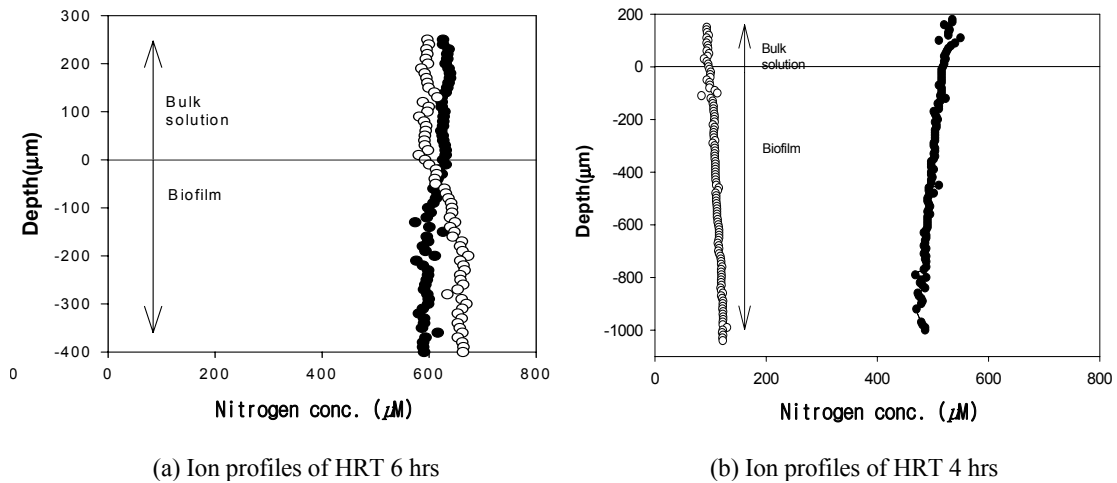 300
200
100
0
-100
-200
-300
-400
Depth(μm)
Bulk
solution
Biofilm
0
0
200
400
600
800
Nitrogen conc. (μM)
(a) Ion profiles of HRT 6 hrs
200
0
-200
-400
-600
-800
-1000
Depth(μm)
Bulk
solution
Biofilm
0
200
400
600
800
Nitrogen conc. (μM)
(b) Ion profiles of HRT 4 hrs